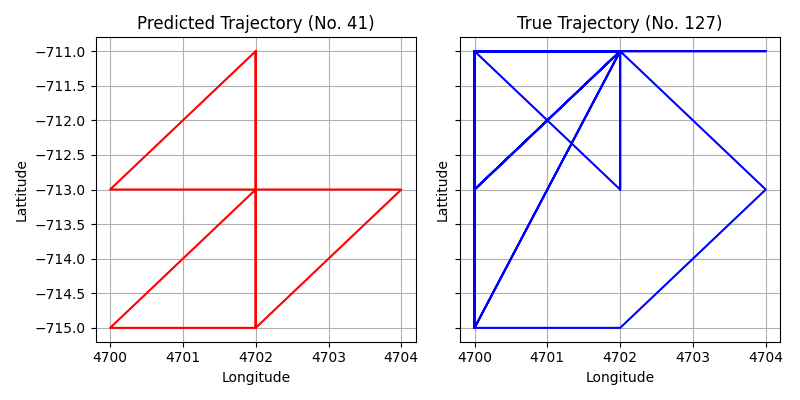 Predicted Trajectory (No. 41)
True Trajectory (No. 127)
Lattitude
−711.0
−711.5
−712.0
−712.5
−713.0
−713.5
−714.0
−714.5
−715.0
4700 4701 4702 4703 4704
Longitude
Lattitude
4700 4701 4702 4703 4704
Longitude